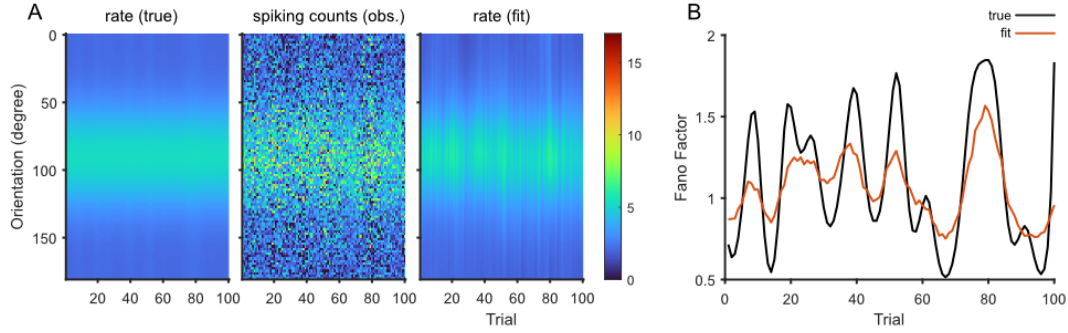 A
rate (true)
spiking counts (obs.)
rate (fit)
Orientation (degree)
0
50
100
150
20 40 60 80 100
20 40 60 80 100
20 40 60 80 100
Trial
15
10
5
0
B
true
fit
Fano Factor
2
1.5
1
0.5
0 20 40 60 80 100
Trial